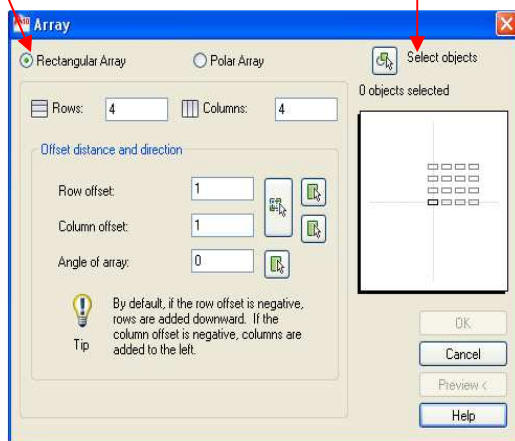 Array
Rectangular Array
Polar Array
Select objects
0 objects selected
Rows: 4
Columns: 4
Offset distance and direction
Row offset: 1
Column offset: 1
Angle of array: 0
Tip
By default, if the row offset is negative,
rows are added downward. If the
column offset is negative, columns are
added to the left.
OK
Cancel
Preview <
Help